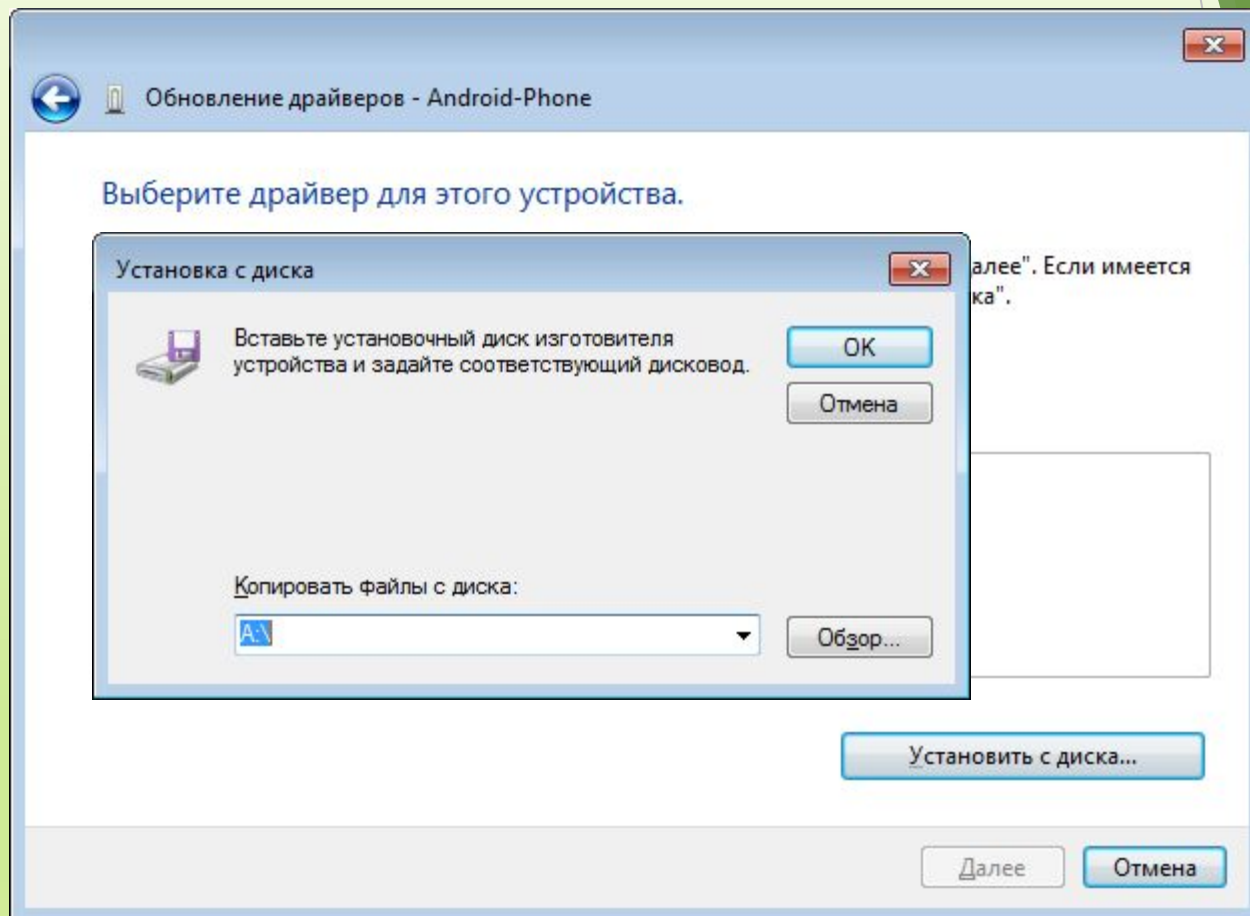 Обновление драйверов - Android-Phone
Выберите драйвер для этого устройства.
алее". Если имеется
ка".
Установка с диска
Вставьте установочный диск изготовителя
устройства и задайте соответствующий дисковод.
OK
Отмена
Копировать файлы с диска:
A:\
Обзор...
Установить с диска...
Далее
Отмена